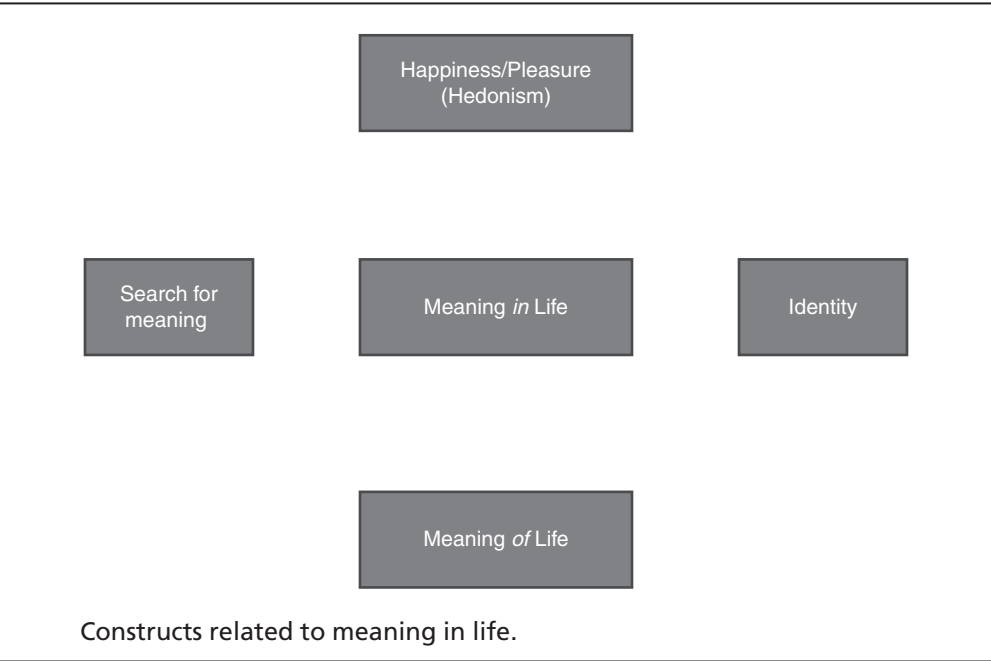 Happiness/Pleasure
(Hedonism)
Search for
meaning
Meaning in Life
Identity
Meaning of Life
Constructs related to meaning in life.